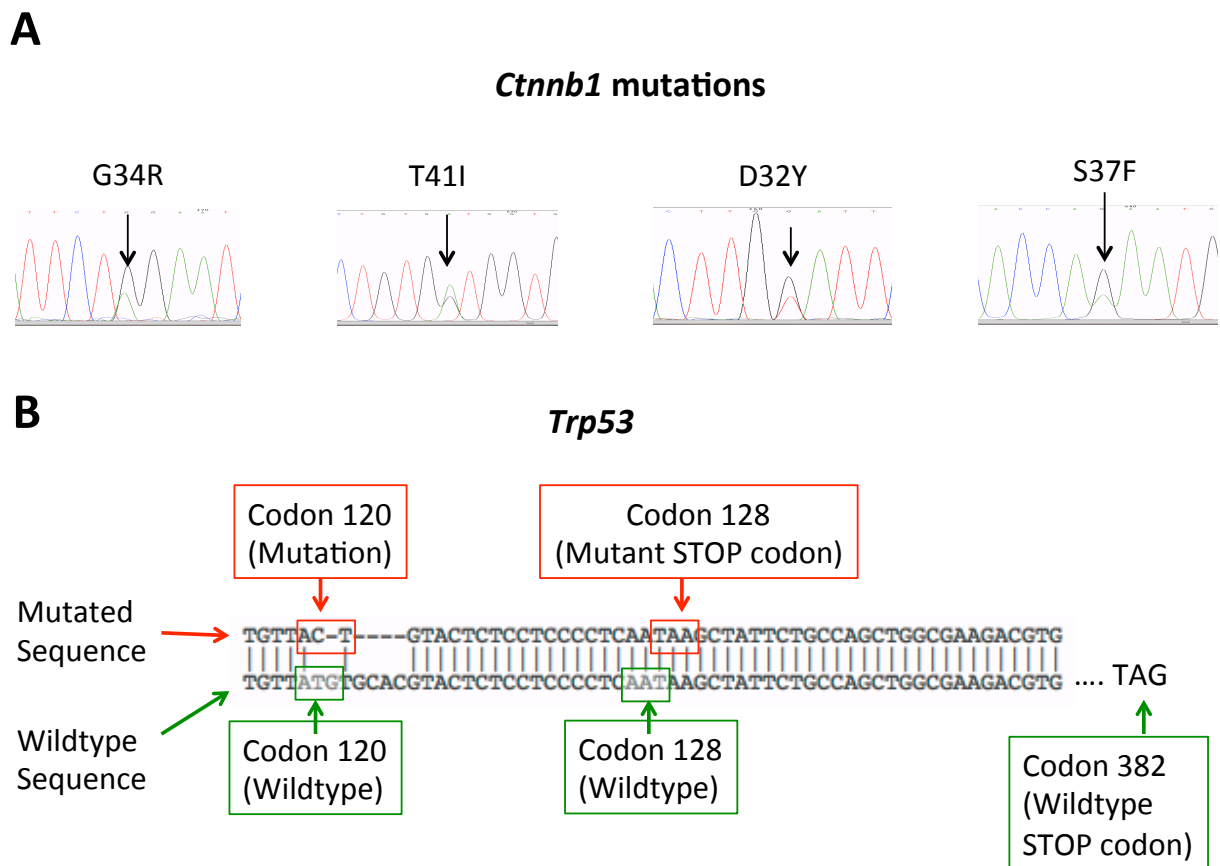 A
Ctnnb1 mutations
G34R T41I D32Y S37F
B
Trp53
Codon 120
(Mutation)
Codon 128
(Mutant STOP codon)
Mutated
Sequence
TGTTAC-T----GTACTCTCCTCCCCTCAATAAGCTATTCTGCCAGCTGGCGAAGACGTG
TGTTATGTGCACGTACTCTCCTCCCCTCAATAAGCTATTCTGCCAGCTGGCGAAGACGTG .... TAG
Wildtype
Sequence
Codon 120
(Wildtype)
Codon 128
(Wildtype)
Codon 382
(Wildtype
STOP codon)